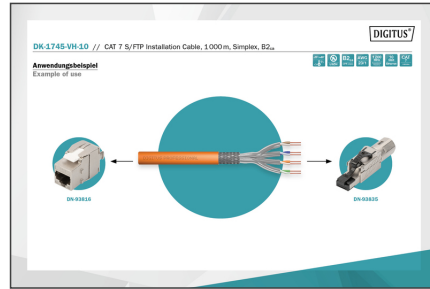 DIGITUS®
DK-1745-VH-10 // CAT 7 S/FTP Installation Cable, 1000 m, Simplex, B2ca
Anwendungsbeispiel
Example of use
DN-93816
DN-93835